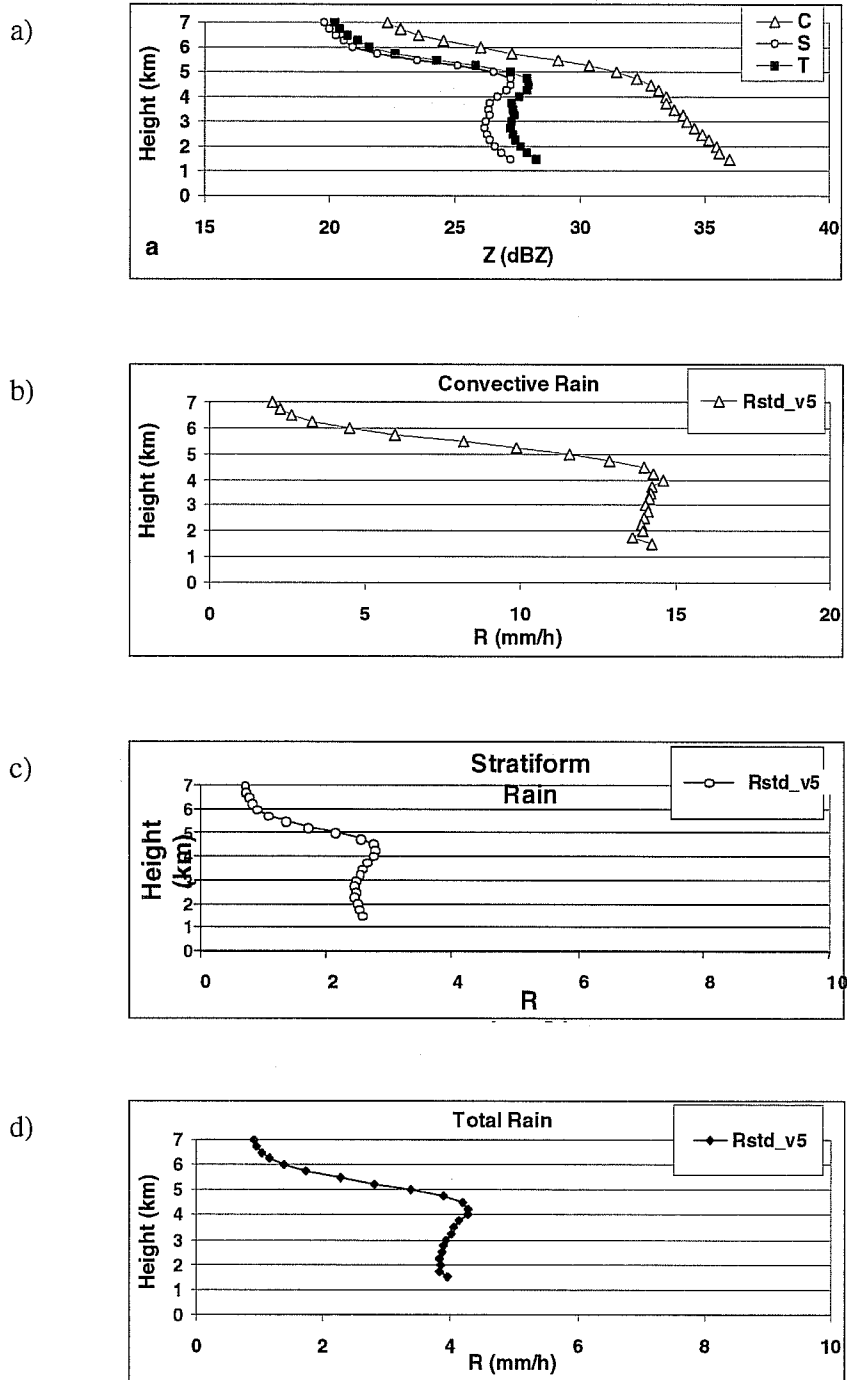 a)
7
6
5
4
3
2
1
0
Height (km)
15 20 25 30 35 40
Z (dBZ)
a
C
S
T
b)
Convective Rain
Rstd_v5
7
6
5
4
3
2
1
0
Height (km)
0 5 10 15 20
R (mm/h)
c)
Stratiform
Rain
Rstd_v5
7
6
5
4
3
2
1
0
Height
(km)
0 2 4 6 8 10
R
d)
Total Rain
Rstd_v5
7
6
5
4
3
2
1
0
Height (km)
0 2 4 6 8 10
R (mm/h)